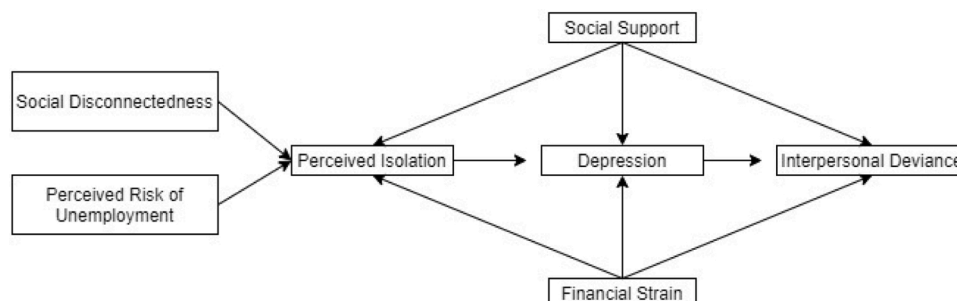 Social Support
Social Disconnectedness
Perceived Isolation
Depression
Interpersonal Deviance
Perceived Risk of
Unemployment
Financial Strain